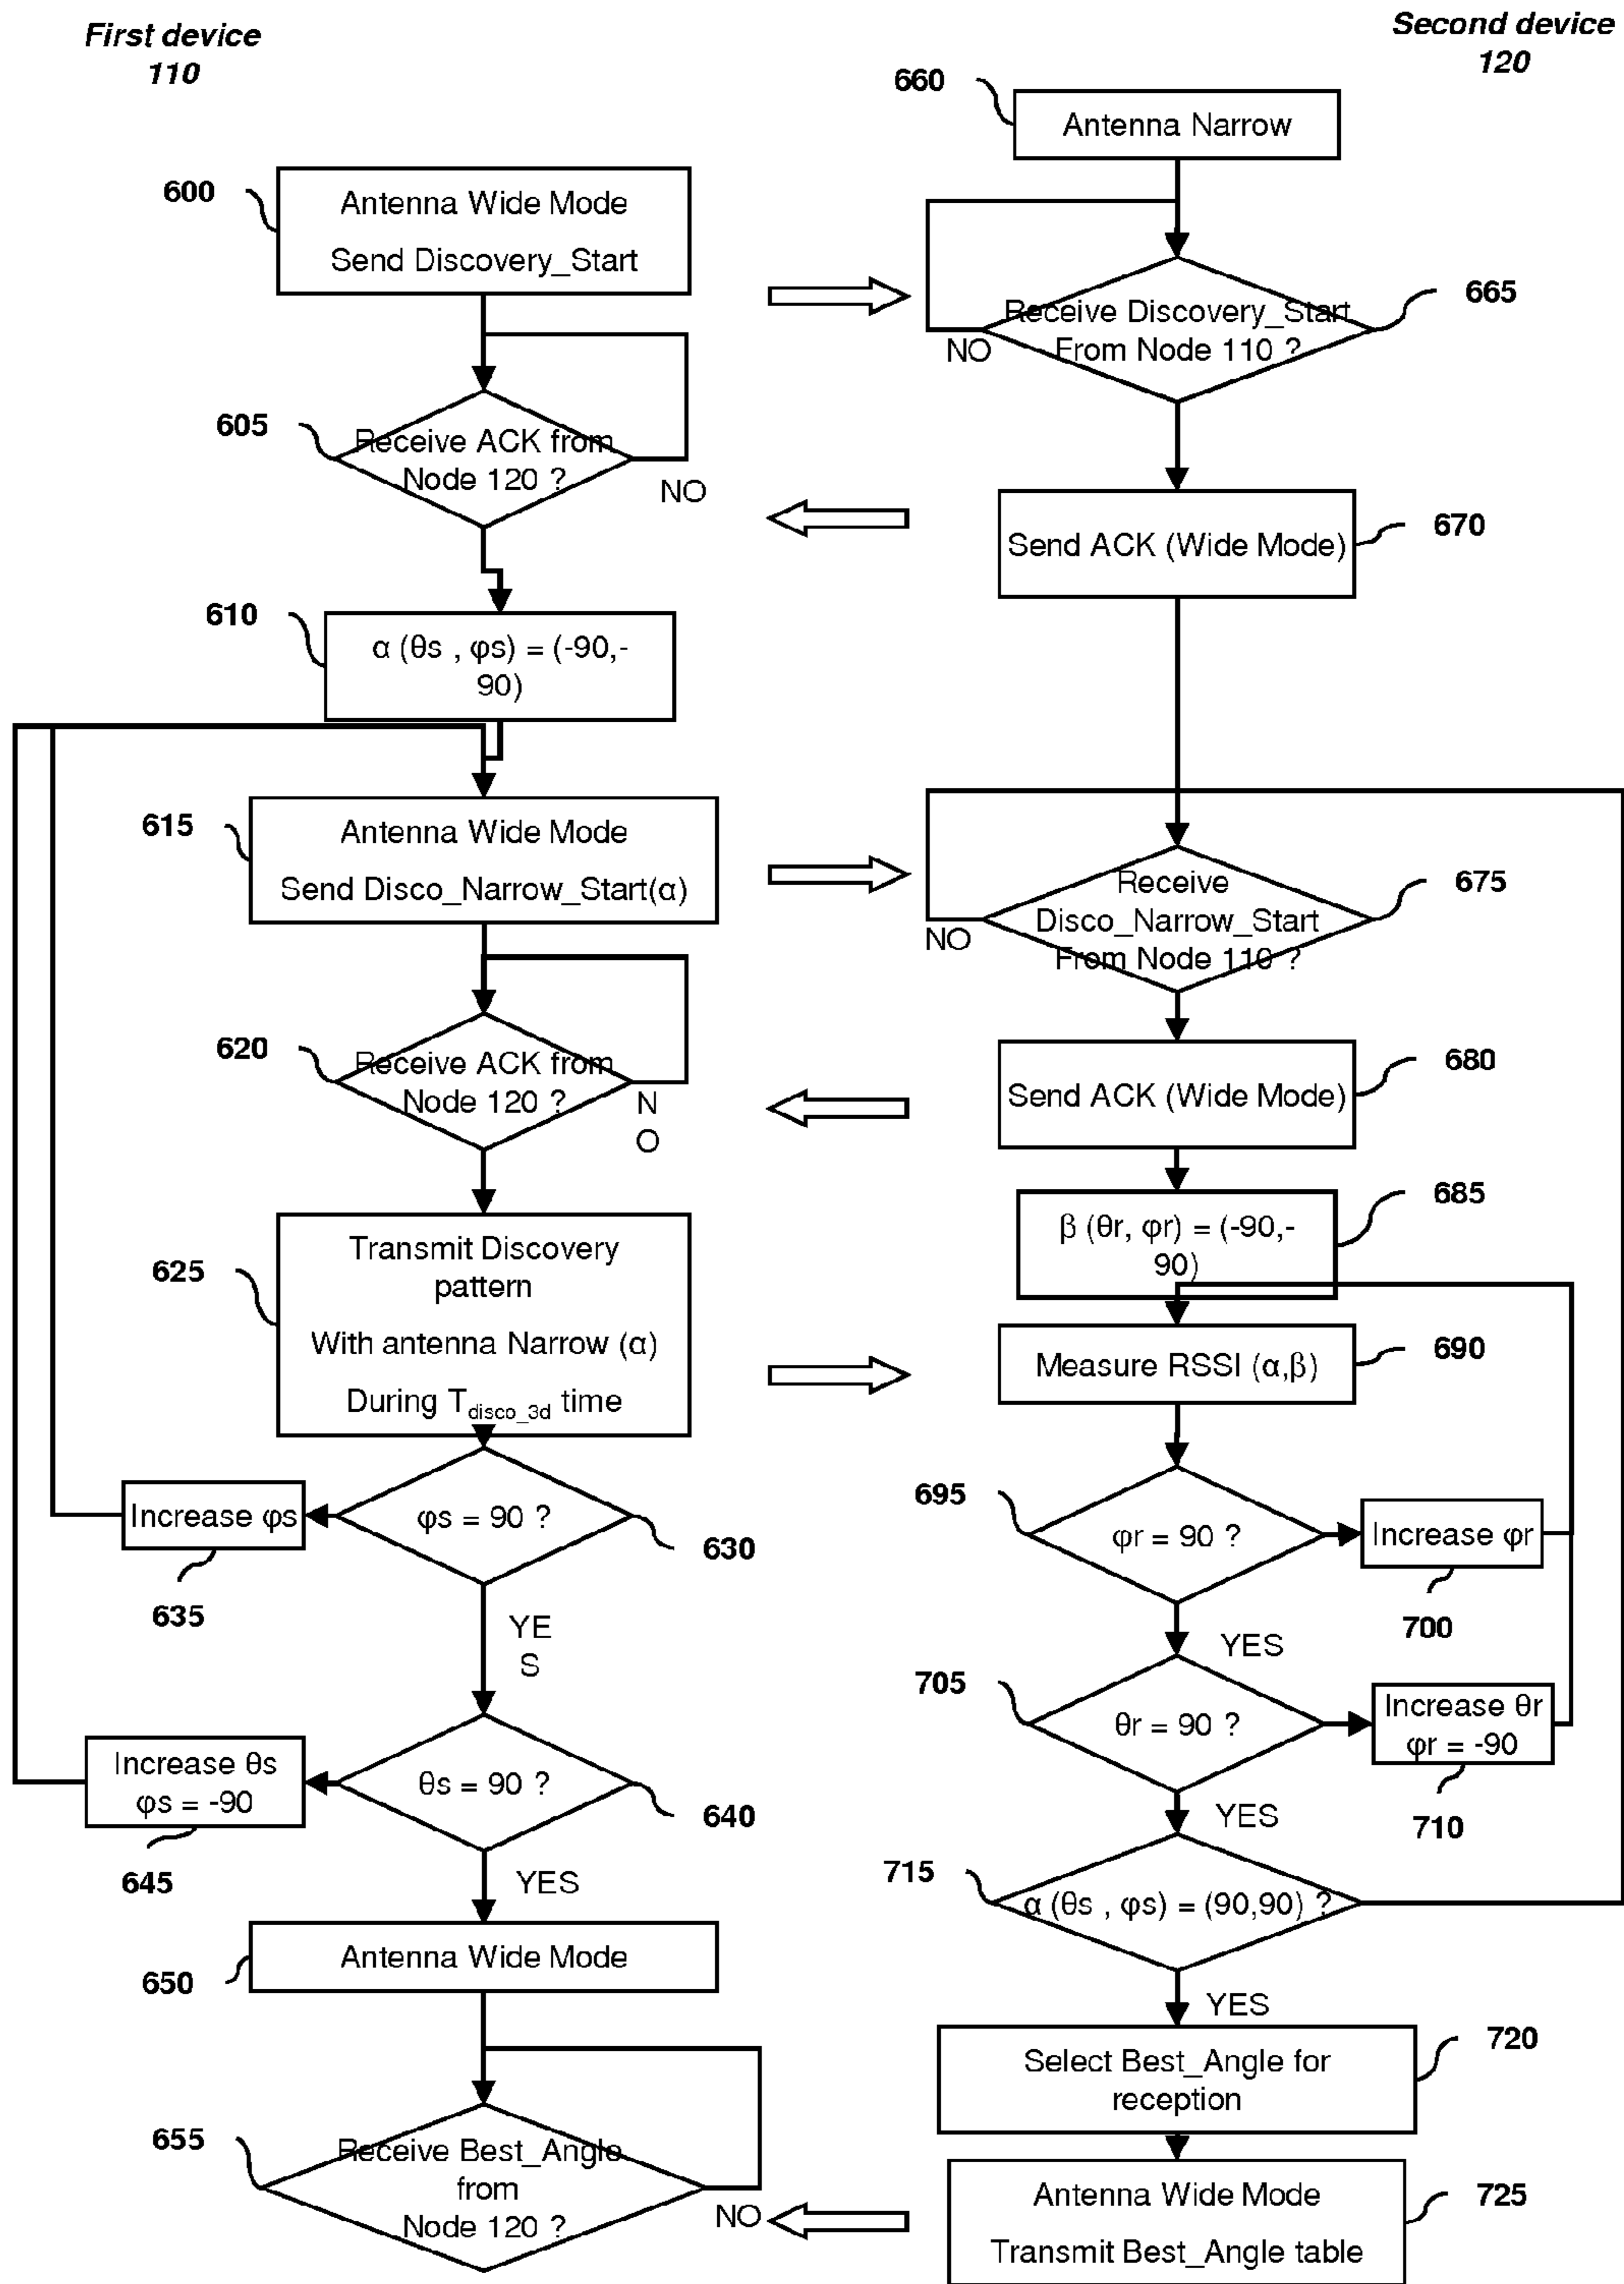 First device
110
Second device
120
660
Antenna Narrow
600
Antenna Wide Mode
Send Discovery_Start
665
Receive Discovery_Start
From Node 110 ?
NO
605
Receive ACK from
Node 120 ?
NO
670
Send ACK (Wide Mode)
610
α (θs , φs) = (-90,-
90)
615
Antenna Wide Mode
Send Disco_Narrow_Start(α)
675
Receive
Disco_Narrow_Start
From Node 110 ?
NO
620
Receive ACK from
Node 120 ?
N
O
680
Send ACK (Wide Mode)
685
β (θr, φr) = (-90,-
90)
625
Transmit Discovery
pattern
With antenna Narrow (α)
During Tdisco_3d time
690
Measure RSSI (α,β)
Increase φs
635
φs = 90 ?
630
YE
S
695
φr = 90 ?
Increase φr
700
YES
705
θr = 90 ?
Increase θr
φr = -90
710
YES
Increase θs
φs = -90
645
θs = 90 ?
640
YES
715
α (θs , φs) = (90,90) ?
YES
650
Antenna Wide Mode
720
Select Best_Angle for
reception
655
Receive Best_Angle
from
Node 120 ?
NO
725
Antenna Wide Mode
Transmit Best_Angle table